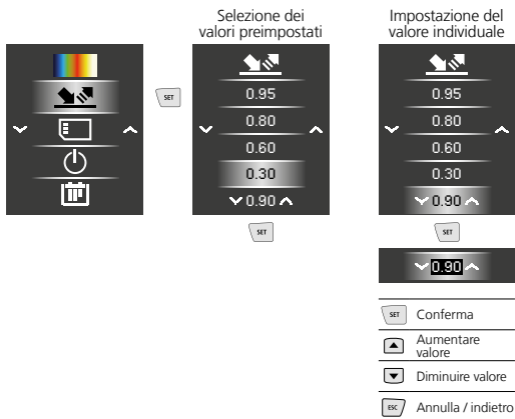 Selezione dei
valori preimpostati
Impostazione del
valore individuale
SET
0.95
0.80
0.60
0.30
0.90
SET
0.95
0.80
0.60
0.30
0.90
SET
0.90
SET Conferma
Aumentare
valore
Diminuire valore
ESC Annulla / indietro